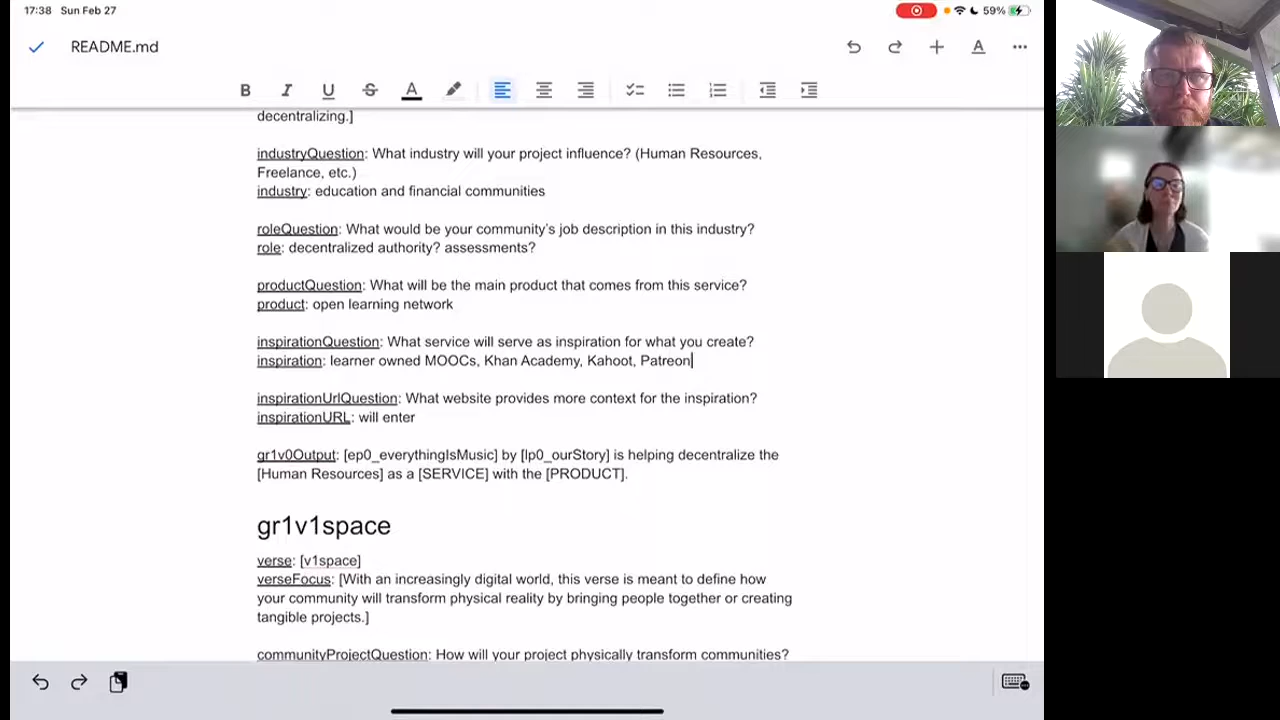 17:38 Sun Feb 27
59%
README.md
B I U S A
decentralizing.]
industryQuestion: What industry will your project influence? (Human Resources,
Freelance, etc.)
industry: education and financial communities
roleQuestion: What would be your community's job description in this industry?
role: decentralized authority? assessments?
productQuestion: What will be the main product that comes from this service?
product: open learning network
inspirationQuestion: What service will serve as inspiration for what you create?
inspiration: learner owned MOOCs, Khan Academy, Kahoot, Patreon
inspirationUrlQuestion: What website provides more context for the inspiration?
inspirationURL: will enter
gr1v0Output: [ep0_everythingIsMusic] by [lp0_ourStory] is helping decentralize the
[Human Resources] as a [SERVICE] with the [PRODUCT].
gr1v1space
verse: [v1space]
verseFocus: [With an increasingly digital world, this verse is meant to define how
your community will transform physical reality by bringing people together or creating
tangible projects.]
communityProjectQuestion: How will your project physically transform communities?